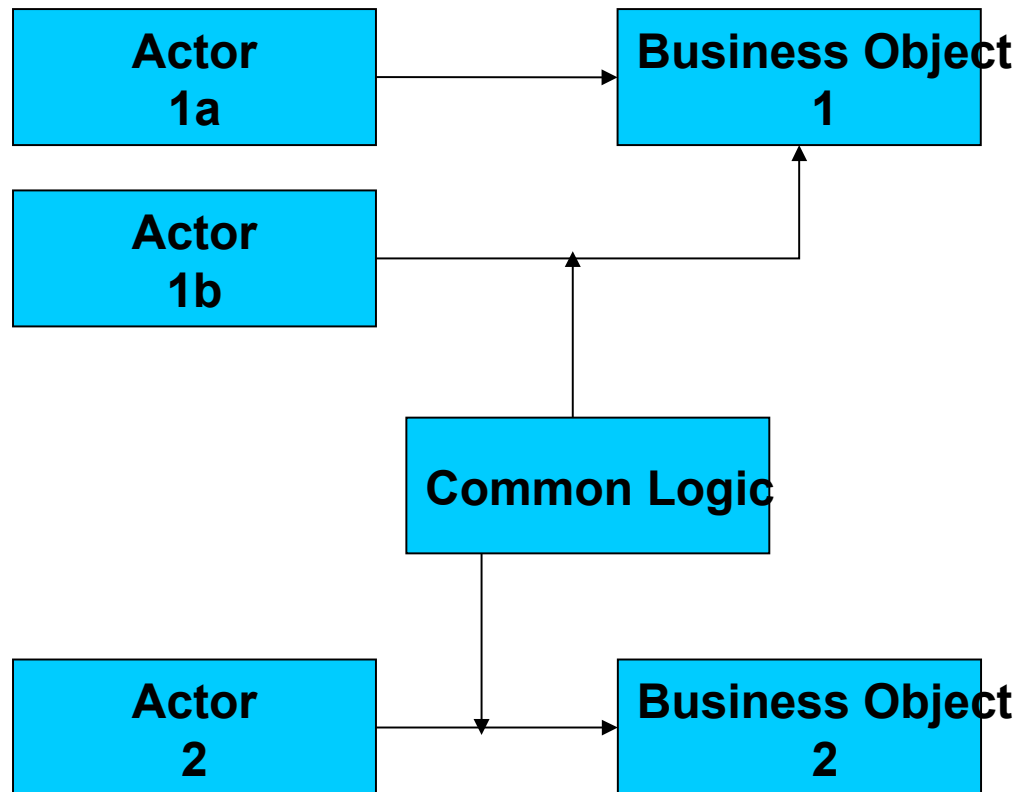 Actor
1a
Business Object
1
Actor
1b
Common Logic
Actor
2
Business Object
2